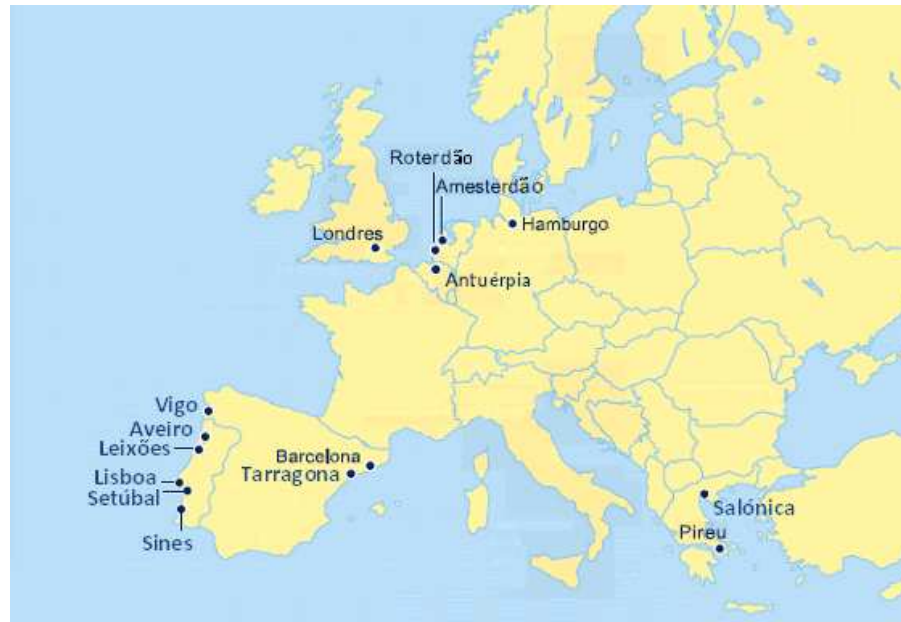 Roterdão
Amesterdão
Hamburgo
Londres
Antuérpia
Vigo
Aveiro
Leixões
Barcelona
Tarragona
Lisboa
Setúbal
Salónica
Pireu
Sines